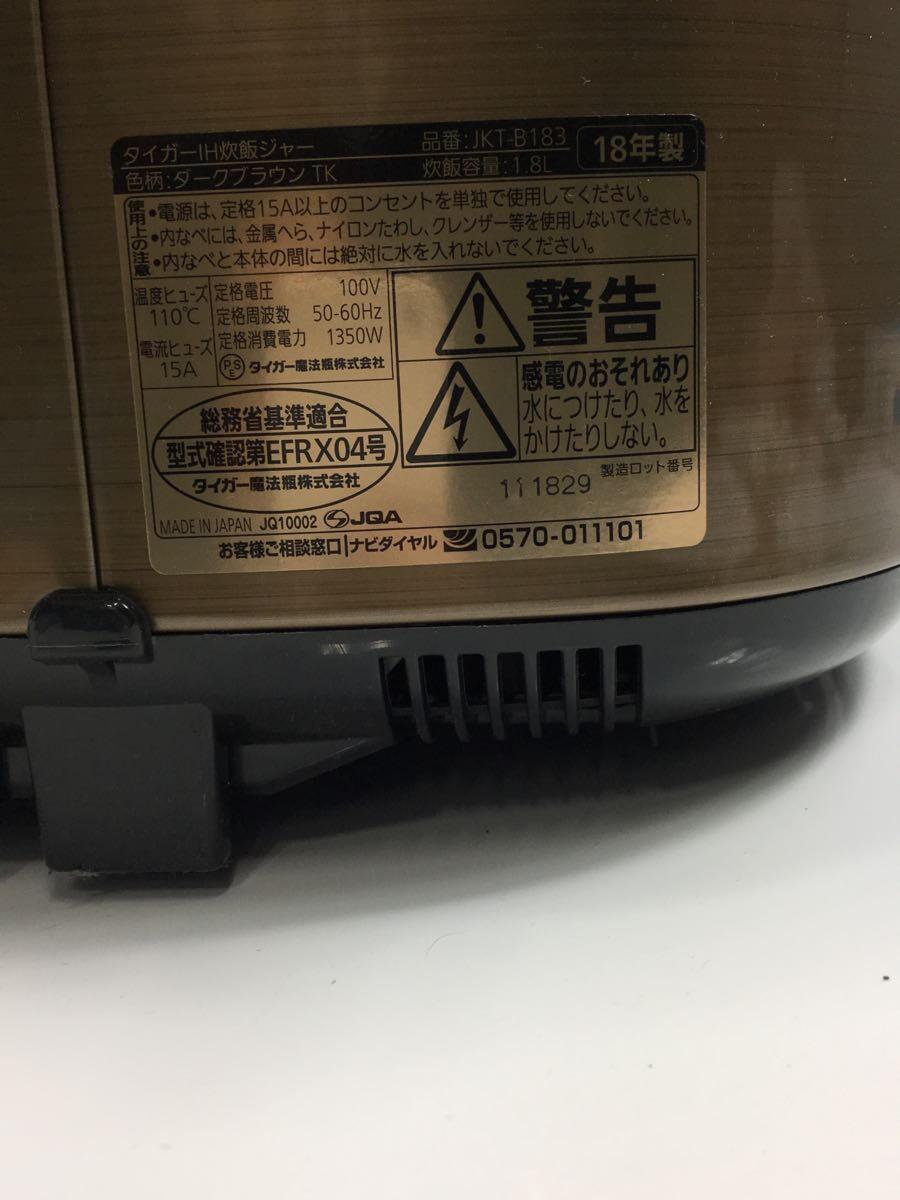 タイガーIH炊飯ジャー 品番:JKT-B183 18年製
色柄:ダークブラウン TK 炊飯容量:1.8L
使用上の注意
•電源は、定格15A以上のコンセントを単独で使用してください。
•内なべには、金属へら、ナイロンたわし、クレンザー等を使用しないでください。
•内なべと本体の間には絶対に水を入れないでください。
温度ヒューズ
110℃
電流ヒューズ
15A
定格電圧 100V
定格周波数 50-60Hz
定格消費電力 1350W
PSE タイガー魔法瓶株式会社
警告
感電のおそれあり
水につけたり、水を
かけたりしない。
総務省基準適合
型式確認第EFRX04号
タイガー魔法瓶株式会社
製造ロット番号
111829
MADE IN JAPAN JQ10002 JQA
お客様ご相談窓口|ナビダイヤル 0570-011101